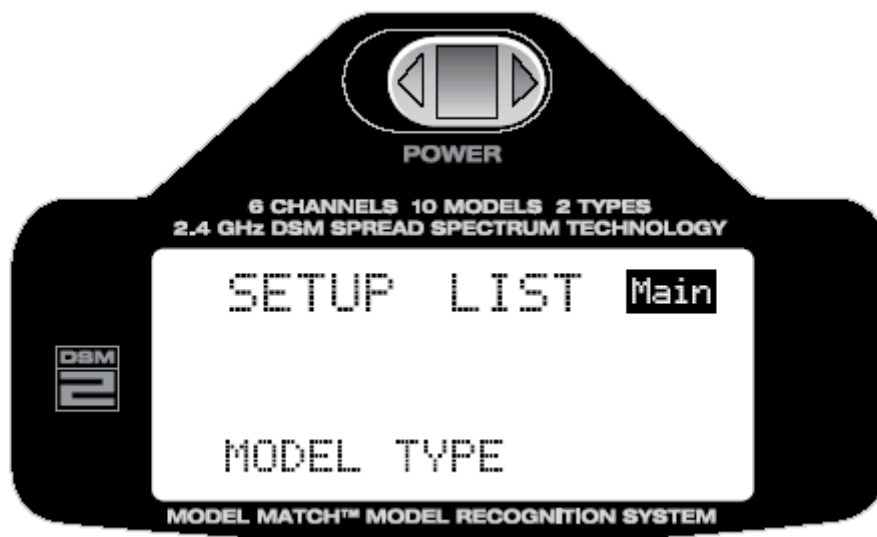 POWER
6 CHANNELS 10 MODELS 2 TYPES
2.4 GHz DSM SPREAD SPECTRUM TECHNOLOGY
SETUP LIST Main
DSM
2
MODEL TYPE
MODEL MATCH™ MODEL RECOGNITION SYSTEM